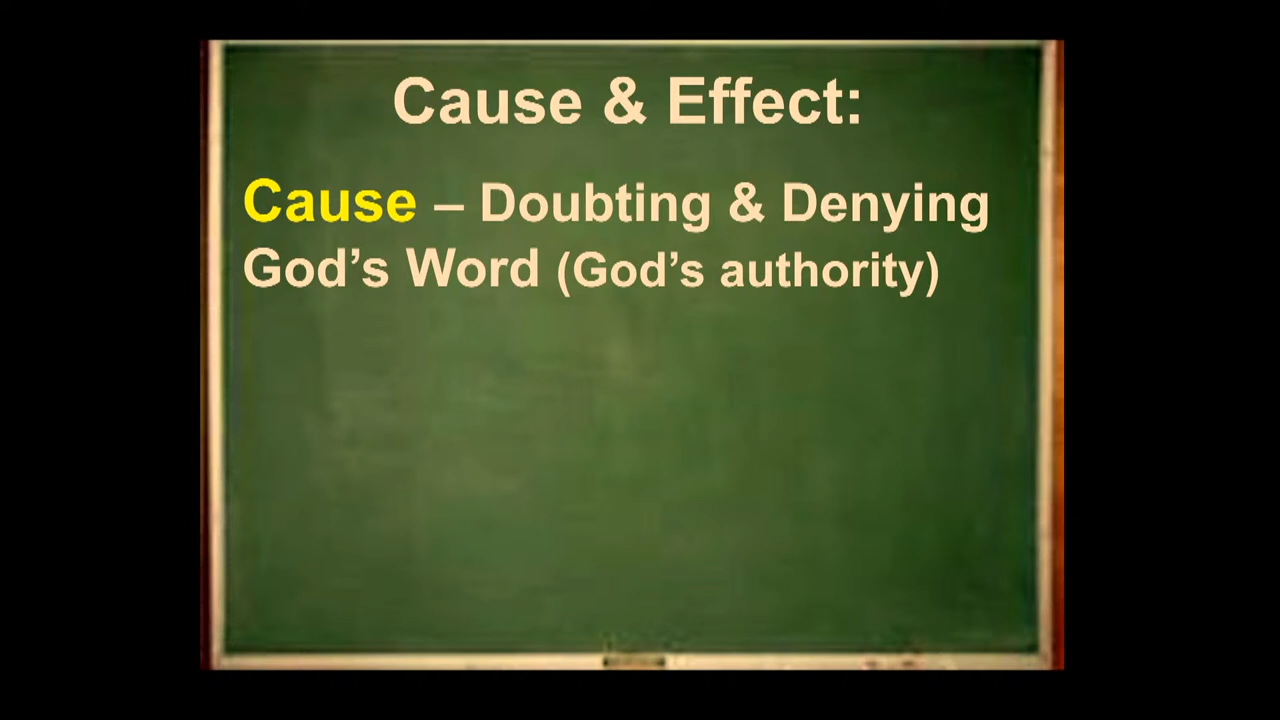 Cause & Effect:
Cause – Doubting & Denying
God’s Word (God’s authority)